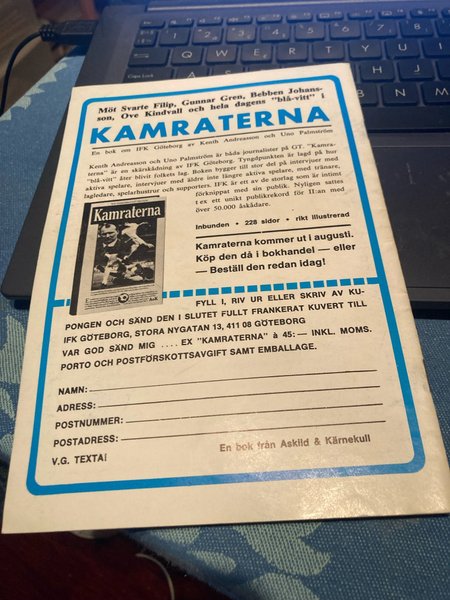 Möt Svarte Filip, Gunnar Gren, Bebben Johans-
son, Ove Kindvall och hela dagens "blå-vitt" i
KAMRATERNA
En bok om IFK Göteborg av Kenth Andreasson och Uno Palmström
Kenth Andreasson och Uno Palmström är båda journalister på GT. "Kamra-
terna" är en skärskådning av IFK Göteborg. Tyngdpunkten är lagd på hur
"blå-vitt" åter blivit folkets lag. Boken bygger till stor del på intervjuer med
aktiva spelare, intervjuer med äldre inte längre aktiva spelare, med tränare,
lagledare, spelarhustrur och supporters. IFK är ett av de storlag som är intimt
förknippat med sin publik. Nyligen sattes
t ex ett unikt publikrekord för II:an med
över 50.000 åskådare.
Kamraterna
Inbunden • 228 sidor • rikt illustrerad
Kamraterna kommer ut i augusti.
Köp den då i bokhandel — eller
— Beställ den redan idag!
FYLL I, RIV UR ELLER SKRIV AV KU-
PONGEN OCH SÄND DEN I SLUTET FULLT FRANKERAT KUVERT TILL
IFK GÖTEBORG, STORA NYGATAN 13, 411 08 GÖTEBORG
VAR GOD SÄND MIG .... EX "KAMRATERNA" à 45:— INKL. MOMS.
PORTO OCH POSTFÖRSKOTTSAVGIFT SAMT EMBALLAGE.
NAMN:
ADRESS:
POSTNUMMER:
POSTADRESS:
V.G. TEXTA!
En bok från Askild & Kärnekull
Caps Lock
Q W E R T Y U I
A